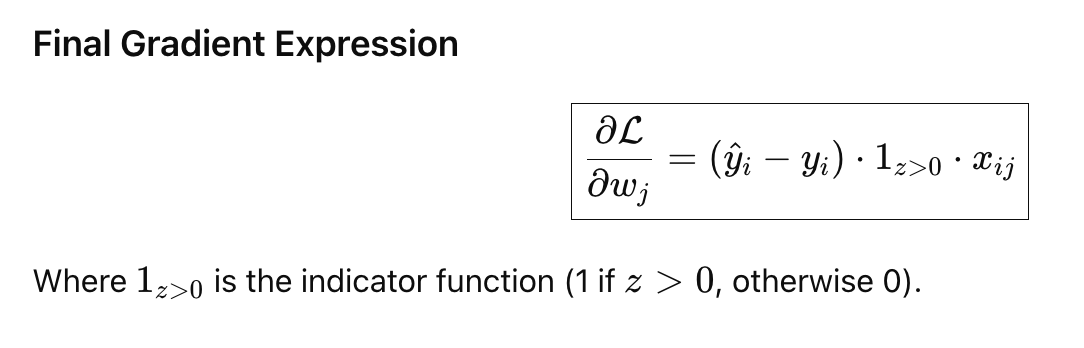 Final Gradient Expression
∂ℒ/∂w_j = (ŷ_i − y_i) · 1_{z>0} · x_{ij}
Where 1_{z>0} is the indicator function (1 if z > 0, otherwise 0).